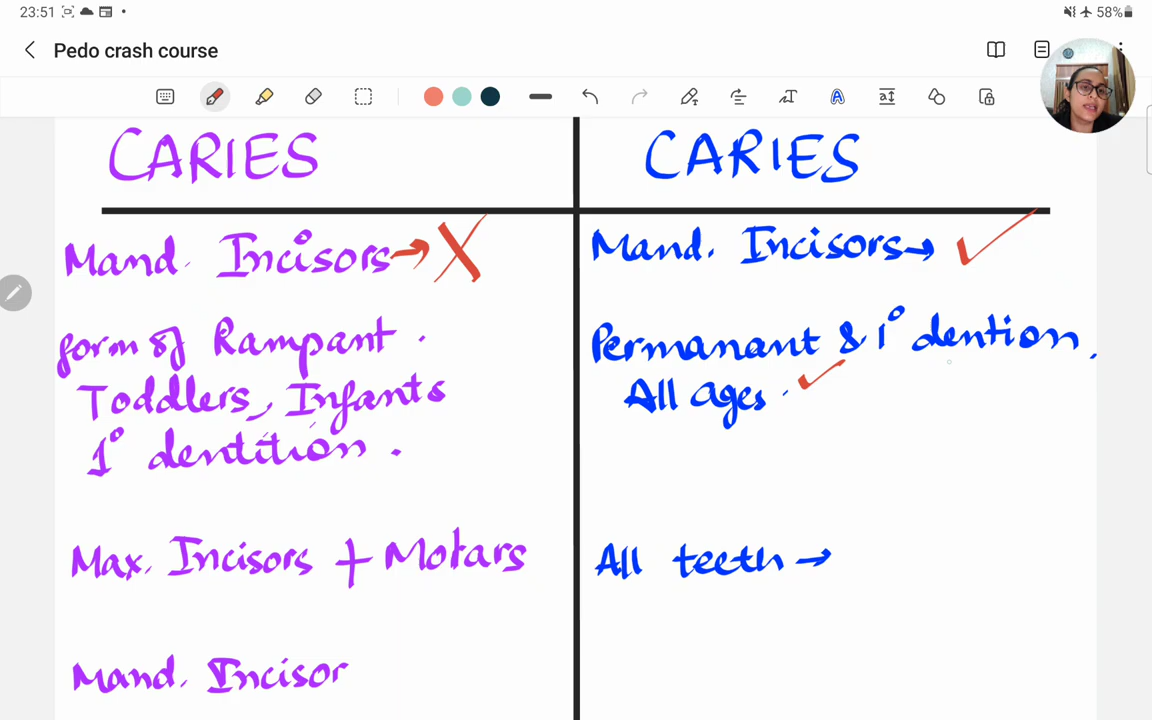 23:51
58%
Pedo crash course
CARIES
CARIES
Mand. Incisors → X
Mand. Incisors → ✓
form of Rampant.
Toddlers, Infants
1° dentition.
Permanant & 1° dention.
All ages. ✓
Max. Incisors + Molars
All teeth →
Mand. Incisor